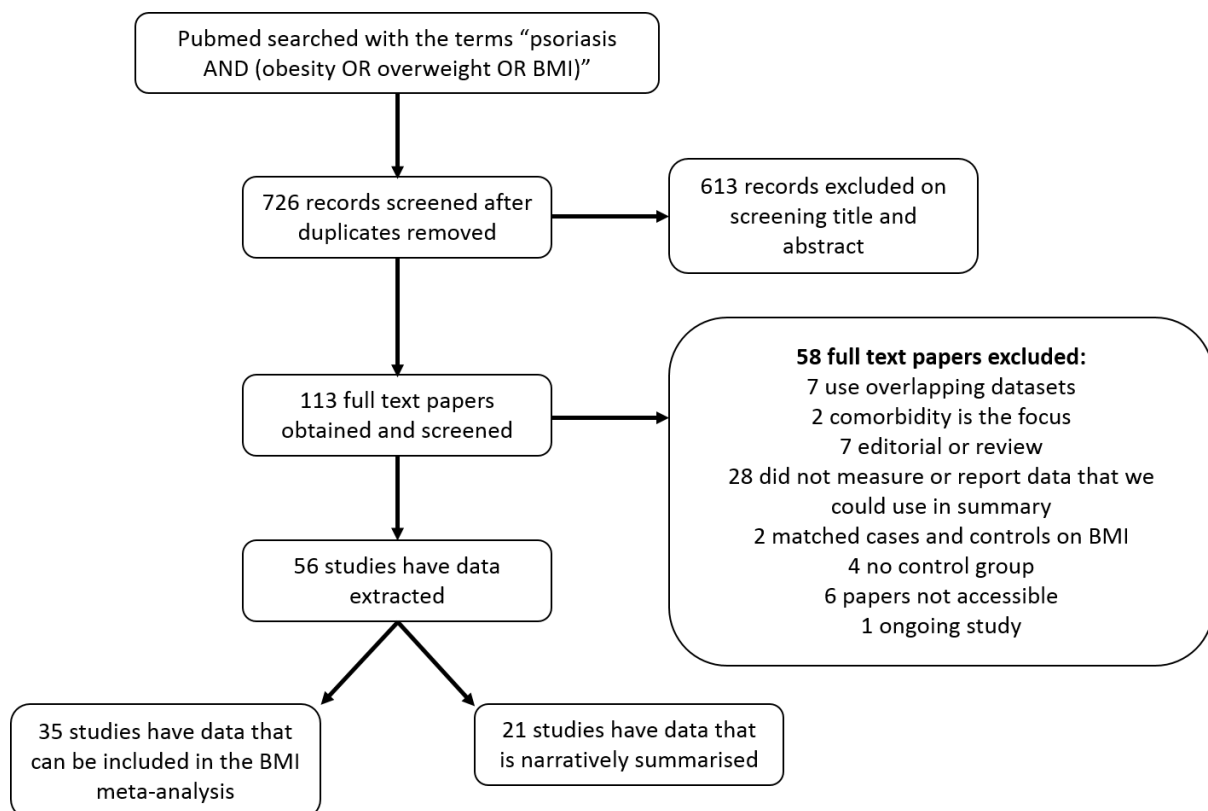 Pubmed searched with the terms “psoriasis
AND (obesity OR overweight OR BMI)”
726 records screened after
duplicates removed
613 records excluded on
screening title and
abstract
113 full text papers
obtained and screened
58 full text papers excluded:
7 use overlapping datasets
2 comorbidity is the focus
7 editorial or review
28 did not measure or report data that we
could use in summary
2 matched cases and controls on BMI
4 no control group
6 papers not accessible
1 ongoing study
56 studies have data
extracted
35 studies have data that
can be included in the BMI
meta-analysis
21 studies have data that
is narratively summarised